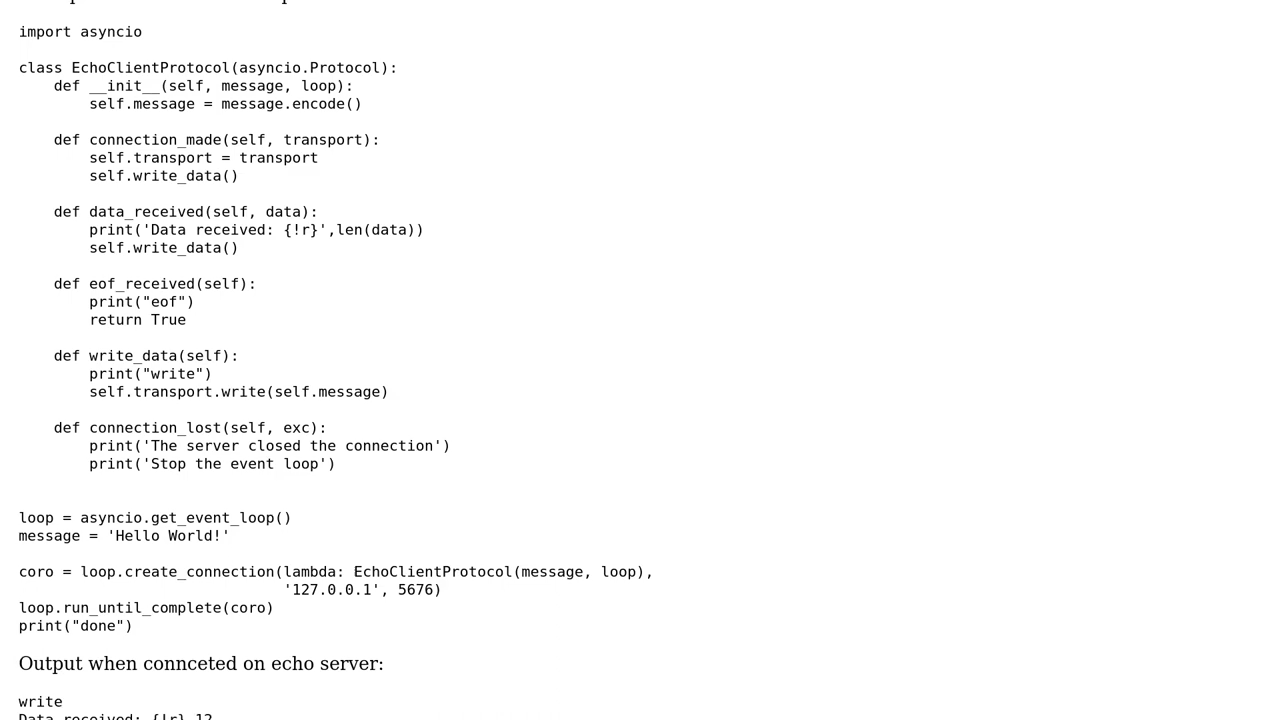 import asyncio
class EchoClientProtocol(asyncio.Protocol):
    def __init__(self, message, loop):
        self.message = message.encode()
    def connection_made(self, transport):
        self.transport = transport
        self.write_data()
    def data_received(self, data):
        print('Data received: {!r}',len(data))
        self.write_data()
    def eof_received(self):
        print("eof")
        return True
    def write_data(self):
        print("write")
        self.transport.write(self.message)
    def connection_lost(self, exc):
        print('The server closed the connection')
        print('Stop the event loop')
loop = asyncio.get_event_loop()
message = 'Hello World!'
coro = loop.create_connection(lambda: EchoClientProtocol(message, loop),
                              '127.0.0.1', 5676)
loop.run_until_complete(coro)
print("done")
Output when connceted on echo server:
write
Data received: {!r} 12